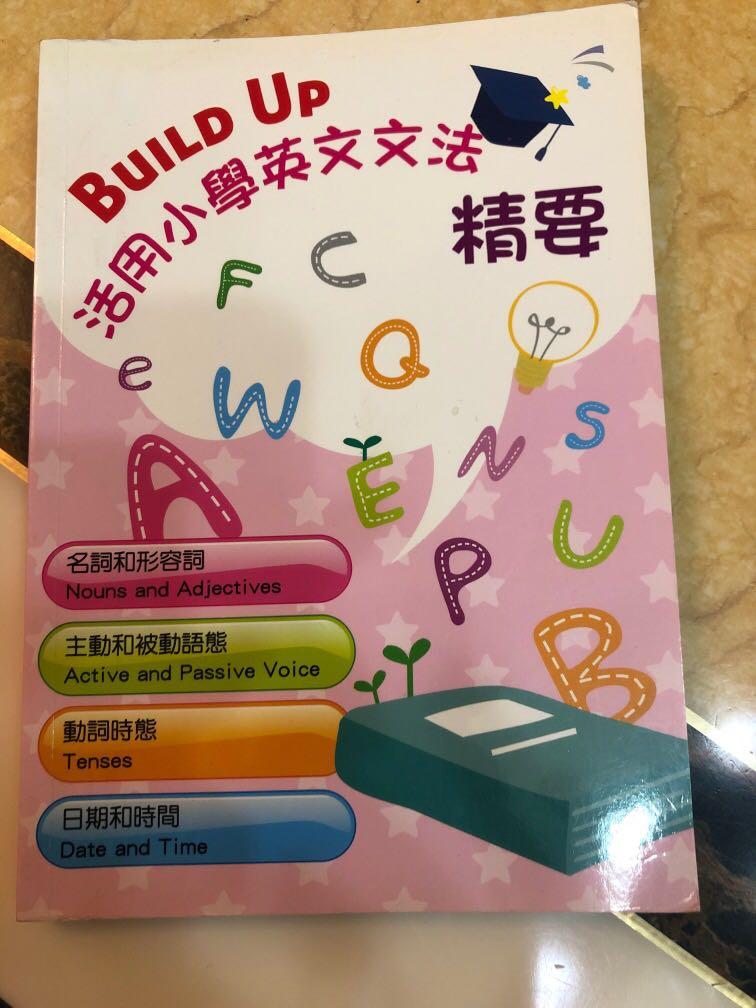 BUILD UP
活用小學英文文法
精要
F C
e W Q
A E N S
P U
B
名詞和形容詞
Nouns and Adjectives
主動和被動語態
Active and Passive Voice
動詞時態
Tenses
日期和時間
Date and Time